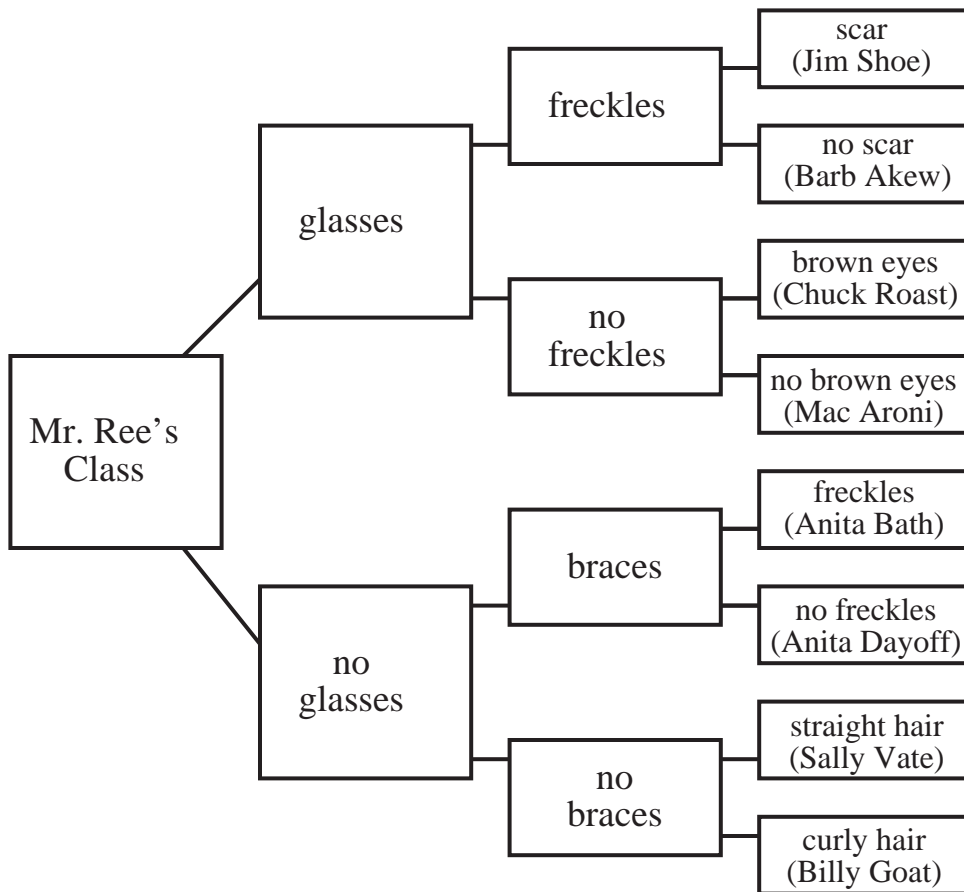 Mr. Ree’s
Class
glasses
no
glasses
freckles
no
freckles
braces
no
braces
scar
(Jim Shoe)
no scar
(Barb Akew)
brown eyes
(Chuck Roast)
no brown eyes
(Mac Aroni)
freckles
(Anita Bath)
no freckles
(Anita Dayoff)
straight hair
(Sally Vate)
curly hair
(Billy Goat)